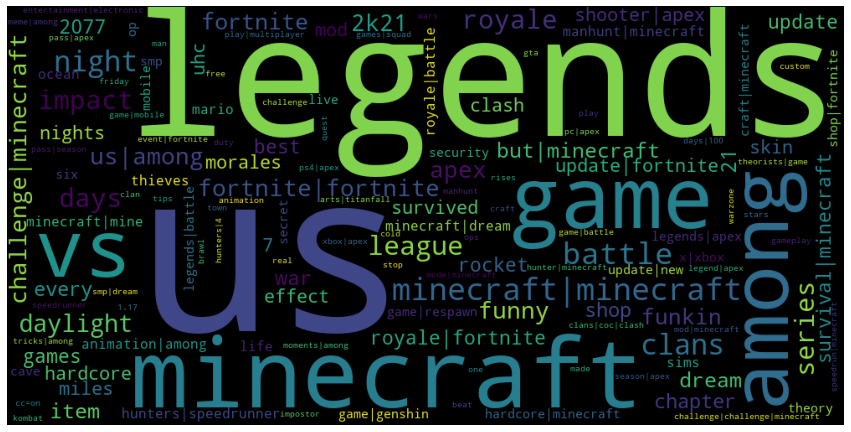 entertainment|electronic
meme|among
2077
op
fortnite
mod
2k21
royale
shooter|apex
manhunt|minecraft
update
pass|apex
man
play|multiplayer
wars
games|squad
gta
legends
night
smp
uhc
ocean
mobile
impact
friday
free
challenge
live
clash
royale|battle
custom
craft|minecraft
shop|fortnite
challenge|minecraft
game|mobile
mario
play
nights
event|fortnite
duty
best
quest
pc|apex
days|100
pass|season
us|among
morales
security
but|minecraft
skin
six
thieves
ps4|apex
apex
update|fortnite
21
theorists|game
rises
days
clan
fortnite|fortnite
manhunt
tips
animation
arts|titanfall
craft
warzone
stars
minecraft|mine
town
secret
survived
game
among
survival|minecraft
vs
us
hunters|4
minecraft|dream
game|battle
legends|battle
brawl
7
cold
xbox|apex
league
ops
battle
legends|apex
gameplay
every
smp|dream
real
stop
rocket
hunter|minecraft
x|xbox
legend|apex
war
mode|minecraft
update|new
effect
minecraft|minecraft
series
1.17
speedrunner
game|respawn
funny
shop
funkin
daylight
clans|coc|clash
mod|minecraft
speedrun|minecraft
tricks|among
animation|among
life
moments|among
royale|fortnite
clans
games
minecraft
one
made
sims
cave
hardcore
season|apex
dream
miles
cc=on
item
impostor
beat
chapter
theory
kombat
hunters|speedrunner
game|genshin
hardcore|minecraft
challenge|challenge|minecraft